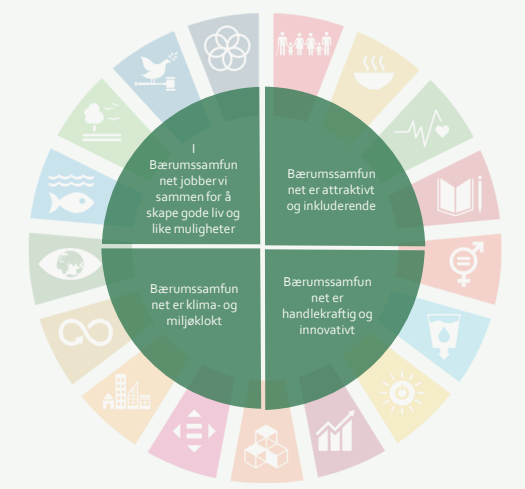 I
Bærumssamfun
net jobber vi
sammen for å
skape gode liv og
like muligheter
Bærumssamfun
net er attraktivt
og inkluderende
Bærumssamfun
net er klima- og
miljøklokt
Bærumssamfun
net er
handlekraftig og
innovativt